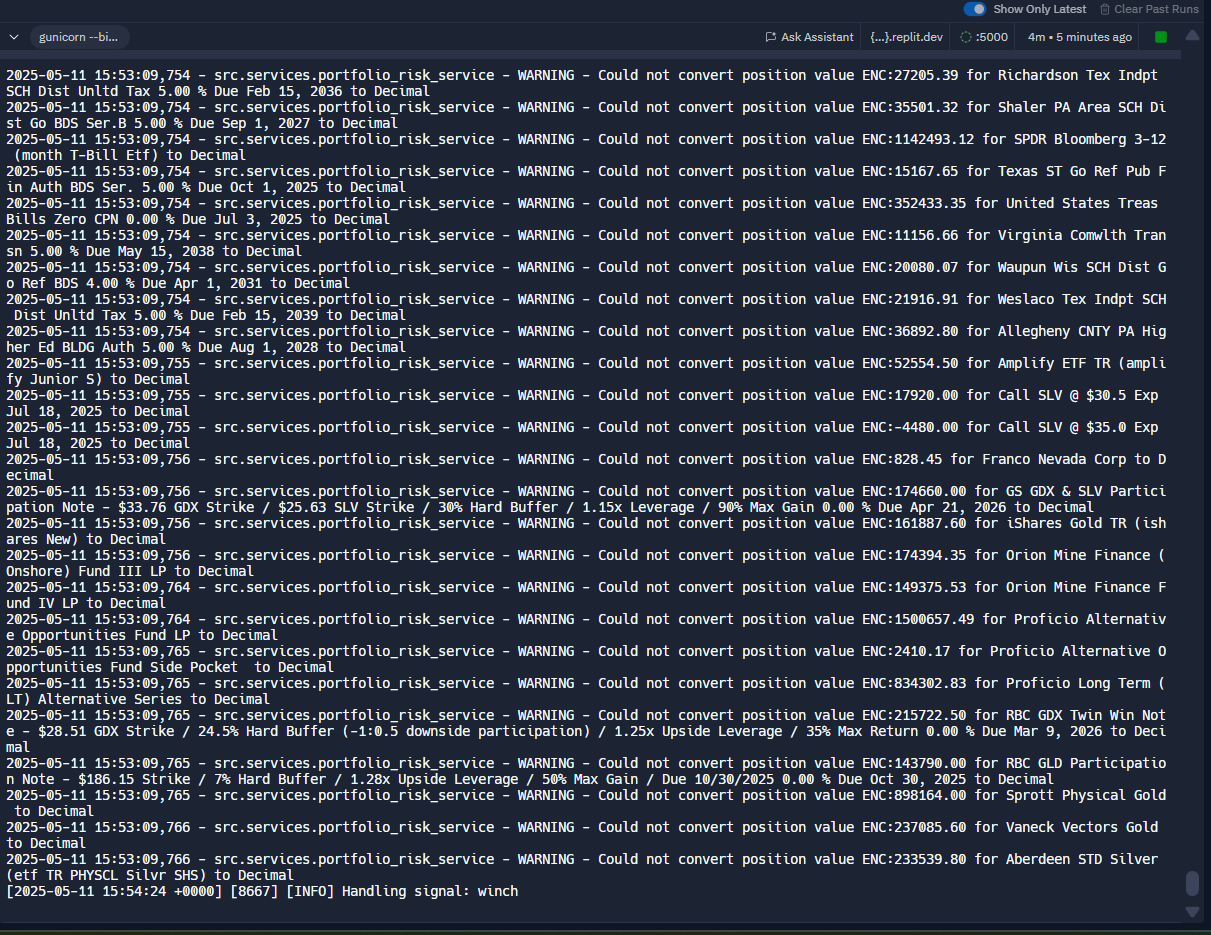 Show Only Latest Clear Past Runs
gunicorn --bi... Ask Assistant {...}.replit.dev :5000 4m • 5 minutes ago
2025-05-11 15:53:09,754 - src.services.portfolio_risk_service - WARNING - Could not convert position value ENC:27205.39 for Richardson Tex Indpt
SCH Dist Unltd Tax 5.00 % Due Feb 15, 2036 to Decimal
2025-05-11 15:53:09,754 - src.services.portfolio_risk_service - WARNING - Could not convert position value ENC:35501.32 for Shaler PA Area SCH Di
st Go BDS Ser.B 5.00 % Due Sep 1, 2027 to Decimal
2025-05-11 15:53:09,754 - src.services.portfolio_risk_service - WARNING - Could not convert position value ENC:1142493.12 for SPDR Bloomberg 3-12
(month T-Bill Etf) to Decimal
2025-05-11 15:53:09,754 - src.services.portfolio_risk_service - WARNING - Could not convert position value ENC:15167.65 for Texas ST Go Ref Pub F
in Auth BDS Ser. 5.00 % Due Oct 1, 2025 to Decimal
2025-05-11 15:53:09,754 - src.services.portfolio_risk_service - WARNING - Could not convert position value ENC:352433.35 for United States Treas
Bills Zero CPN 0.00 % Due Jul 3, 2025 to Decimal
2025-05-11 15:53:09,754 - src.services.portfolio_risk_service - WARNING - Could not convert position value ENC:11156.66 for Virginia Comwlth Tran
sn 5.00 % Due May 15, 2038 to Decimal
2025-05-11 15:53:09,754 - src.services.portfolio_risk_service - WARNING - Could not convert position value ENC:20080.07 for Waupun Wis SCH Dist G
o Ref BDS 4.00 % Due Apr 1, 2031 to Decimal
2025-05-11 15:53:09,754 - src.services.portfolio_risk_service - WARNING - Could not convert position value ENC:21916.91 for Weslaco Tex Indpt SCH
Dist Unltd Tax 5.00 % Due Feb 15, 2039 to Decimal
2025-05-11 15:53:09,754 - src.services.portfolio_risk_service - WARNING - Could not convert position value ENC:36892.80 for Allegheny CNTY PA Hig
her Ed BLDG Auth 5.00 % Due Aug 1, 2028 to Decimal
2025-05-11 15:53:09,755 - src.services.portfolio_risk_service - WARNING - Could not convert position value ENC:52554.50 for Amplify ETF TR (ampli
fy Junior S) to Decimal
2025-05-11 15:53:09,755 - src.services.portfolio_risk_service - WARNING - Could not convert position value ENC:17920.00 for Call SLV @ $30.5 Exp
Jul 18, 2025 to Decimal
2025-05-11 15:53:09,755 - src.services.portfolio_risk_service - WARNING - Could not convert position value ENC:-4480.00 for Call SLV @ $35.0 Exp
Jul 18, 2025 to Decimal
2025-05-11 15:53:09,756 - src.services.portfolio_risk_service - WARNING - Could not convert position value ENC:828.45 for Franco Nevada Corp to D
ecimal
2025-05-11 15:53:09,756 - src.services.portfolio_risk_service - WARNING - Could not convert position value ENC:174660.00 for GS GDX & SLV Partici
pation Note - $33.76 GDX Strike / $25.63 SLV Strike / 30% Hard Buffer / 1.15x Leverage / 90% Max Gain 0.00 % Due Apr 21, 2026 to Decimal
2025-05-11 15:53:09,756 - src.services.portfolio_risk_service - WARNING - Could not convert position value ENC:161887.60 for iShares Gold TR (ish
ares New) to Decimal
2025-05-11 15:53:09,756 - src.services.portfolio_risk_service - WARNING - Could not convert position value ENC:174394.35 for Orion Mine Finance (
Onshore) Fund III LP to Decimal
2025-05-11 15:53:09,764 - src.services.portfolio_risk_service - WARNING - Could not convert position value ENC:149375.53 for Orion Mine Finance F
und IV LP to Decimal
2025-05-11 15:53:09,764 - src.services.portfolio_risk_service - WARNING - Could not convert position value ENC:1500657.49 for Proficio Alternativ
e Opportunities Fund LP to Decimal
2025-05-11 15:53:09,765 - src.services.portfolio_risk_service - WARNING - Could not convert position value ENC:2410.17 for Proficio Alternative O
pportunities Fund Side Pocket  to Decimal
2025-05-11 15:53:09,765 - src.services.portfolio_risk_service - WARNING - Could not convert position value ENC:834302.83 for Proficio Long Term (
LT) Alternative Series to Decimal
2025-05-11 15:53:09,765 - src.services.portfolio_risk_service - WARNING - Could not convert position value ENC:215722.50 for RBC GDX Twin Win Not
e - $28.51 GDX Strike / 24.5% Hard Buffer (-1:0.5 downside participation) / 1.25x Upside Leverage / 35% Max Return 0.00 % Due Mar 9, 2026 to Deci
mal
2025-05-11 15:53:09,765 - src.services.portfolio_risk_service - WARNING - Could not convert position value ENC:143790.00 for RBC GLD Participatio
n Note - $186.15 Strike / 7% Hard Buffer / 1.28x Upside Leverage / 50% Max Gain / Due 10/30/2025 0.00 % Due Oct 30, 2025 to Decimal
2025-05-11 15:53:09,765 - src.services.portfolio_risk_service - WARNING - Could not convert position value ENC:898164.00 for Sprott Physical Gold
to Decimal
2025-05-11 15:53:09,766 - src.services.portfolio_risk_service - WARNING - Could not convert position value ENC:237085.60 for Vaneck Vectors Gold
to Decimal
2025-05-11 15:53:09,766 - src.services.portfolio_risk_service - WARNING - Could not convert position value ENC:233539.80 for Aberdeen STD Silver
(etf TR PHYSCL Silvr SHS) to Decimal
[2025-05-11 15:54:24 +0000] [8667] [INFO] Handling signal: winch